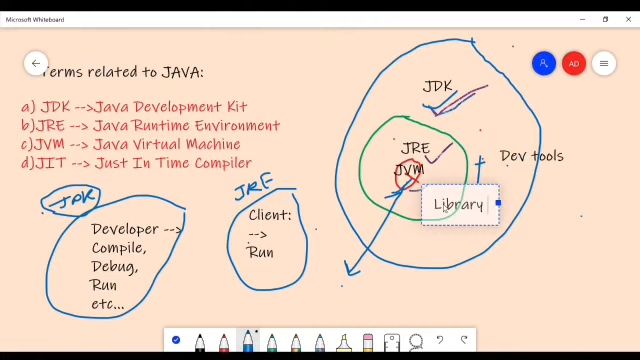 Microsoft Whiteboard
Terms related to JAVA:
a) JDK -->Java Development Kit
b)JRE --> Java Runtime Environment
c)JVM --> Java Virtual Machine
d)JIT --> Just In Time Compiler
JDK
Developer -->
Compile,
Debug,
Run
etc...
JRE
Client:
-->
Run
JDK
JRE
JVM
+
Dev tools
Library
AD